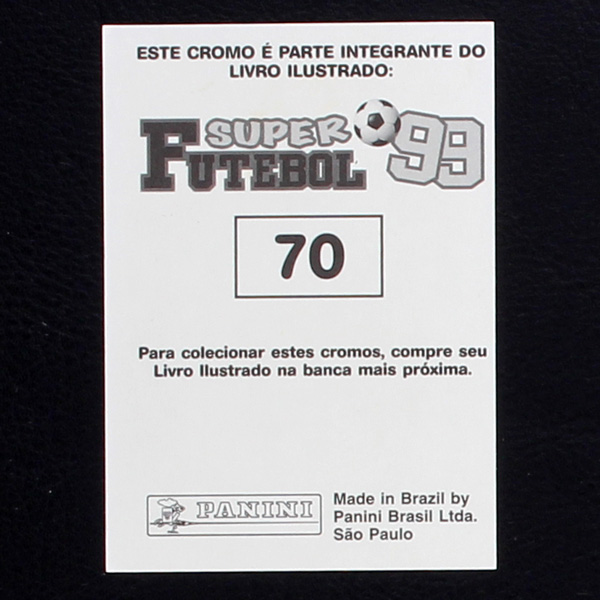 ESTE CROMO É PARTE INTEGRANTE DO
LIVRO ILUSTRADO:
SUPER
FUTEBOL 99
70
Para colecionar estes cromos, compre seu
Livro Ilustrado na banca mais próxima.
PANINI
Made in Brazil by
Panini Brasil Ltda.
São Paulo